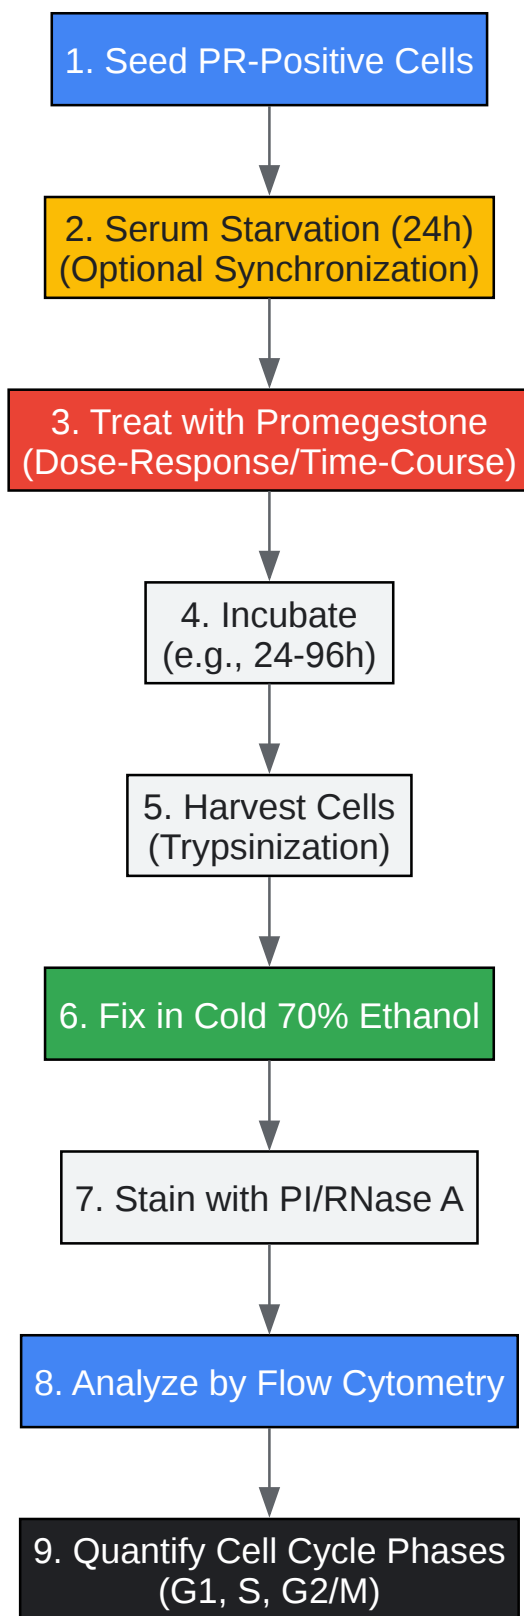 1. Seed PR-Positive Cells
2. Serum Starvation (24h)
(Optional Synchronization)
3. Treat with Promegestone
(Dose-Response/Time-Course)
4. Incubate
(e.g., 24-96h)
5. Harvest Cells
(Trypsinization)
6. Fix in Cold 70% Ethanol
7. Stain with PI/RNase A
8. Analyze by Flow Cytometry
9. Quantify Cell Cycle Phases
(G1, S, G2/M)